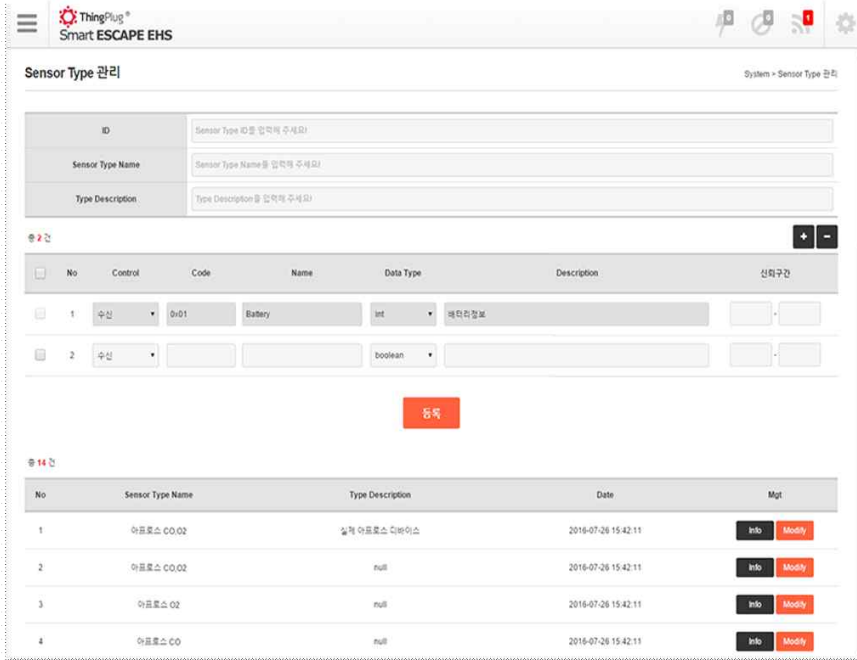 ThingPlug®
Smart ESCAPE EHS
0 0 1
Sensor Type 관리
System > Sensor Type 관리
ID Sensor Type ID를 입력해 주세요!
Sensor Type Name Sensor Type Name을 입력해 주세요!
Type Description Type Description을 입력해 주세요!
총 2 건
+ -
No Control Code Name Data Type Description 신뢰구간
1 수신 0x01 Battery int 배터리정보 -
2 수신 boolean -
등록
총 14 건
No Sensor Type Name Type Description Date Mgt
1 아프로스 CO,O2 실제 아프로스 디바이스 2016-07-26 15:42:11 Info Modify
2 아프로스 CO,O2 null 2016-07-26 15:42:11 Info Modify
3 아프로스 O2 null 2016-07-26 15:42:11 Info Modify
4 아프로스 CO null 2016-07-26 15:42:11 Info Modify